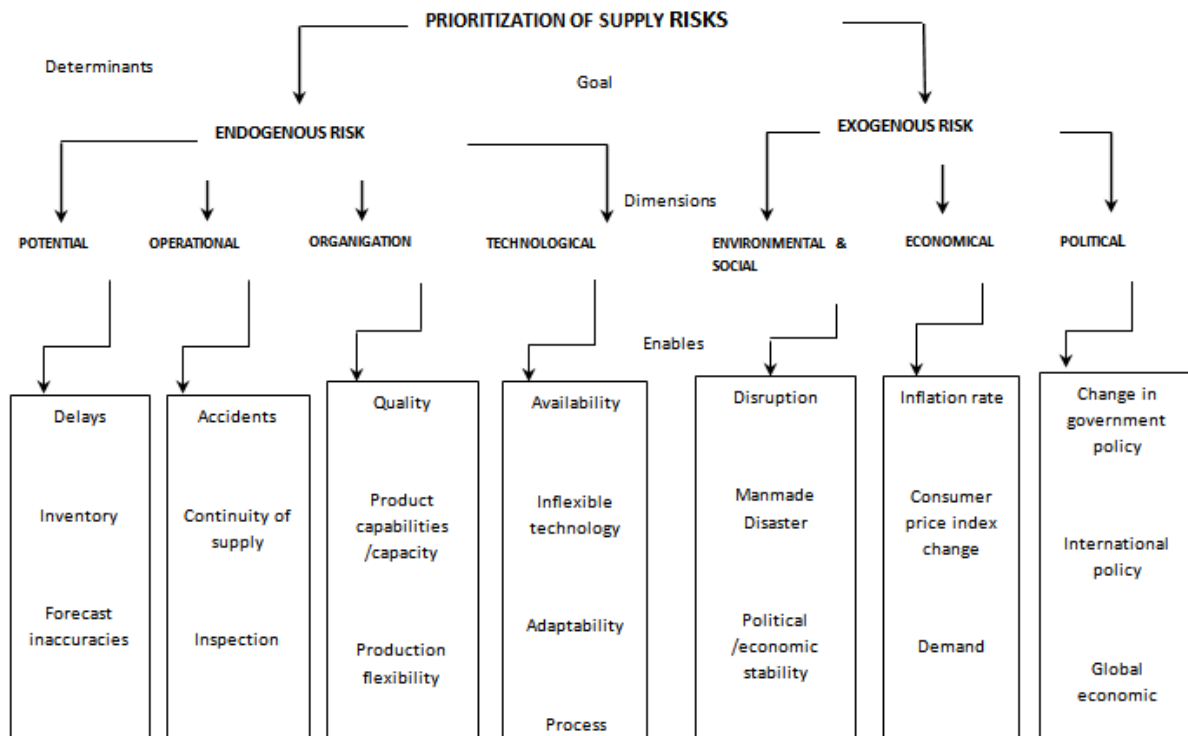 PRIORITIZATION OF SUPPLY RISKS
Determinants
Goal
ENDOGENOUS RISK
EXOGENOUS RISK
Dimensions
POTENTIAL
OPERATIONAL
ORGANIGATION
TECHNOLOGICAL
ENVIRONMENTAL &
SOCIAL
ECONOMICAL
POLITICAL
Enables
Delays
Inventory
Forecast
inaccuracies
Accidents
Continuity of
supply
Inspection
Quality
Product
capabilities
/capacity
Production
flexibility
Availability
Inflexible
technology
Adaptability
Process
Disruption
Manmade
Disaster
Political
/economic
stability
Inflation rate
Consumer
price index
change
Demand
Change in
government
policy
International
policy
Global
economic